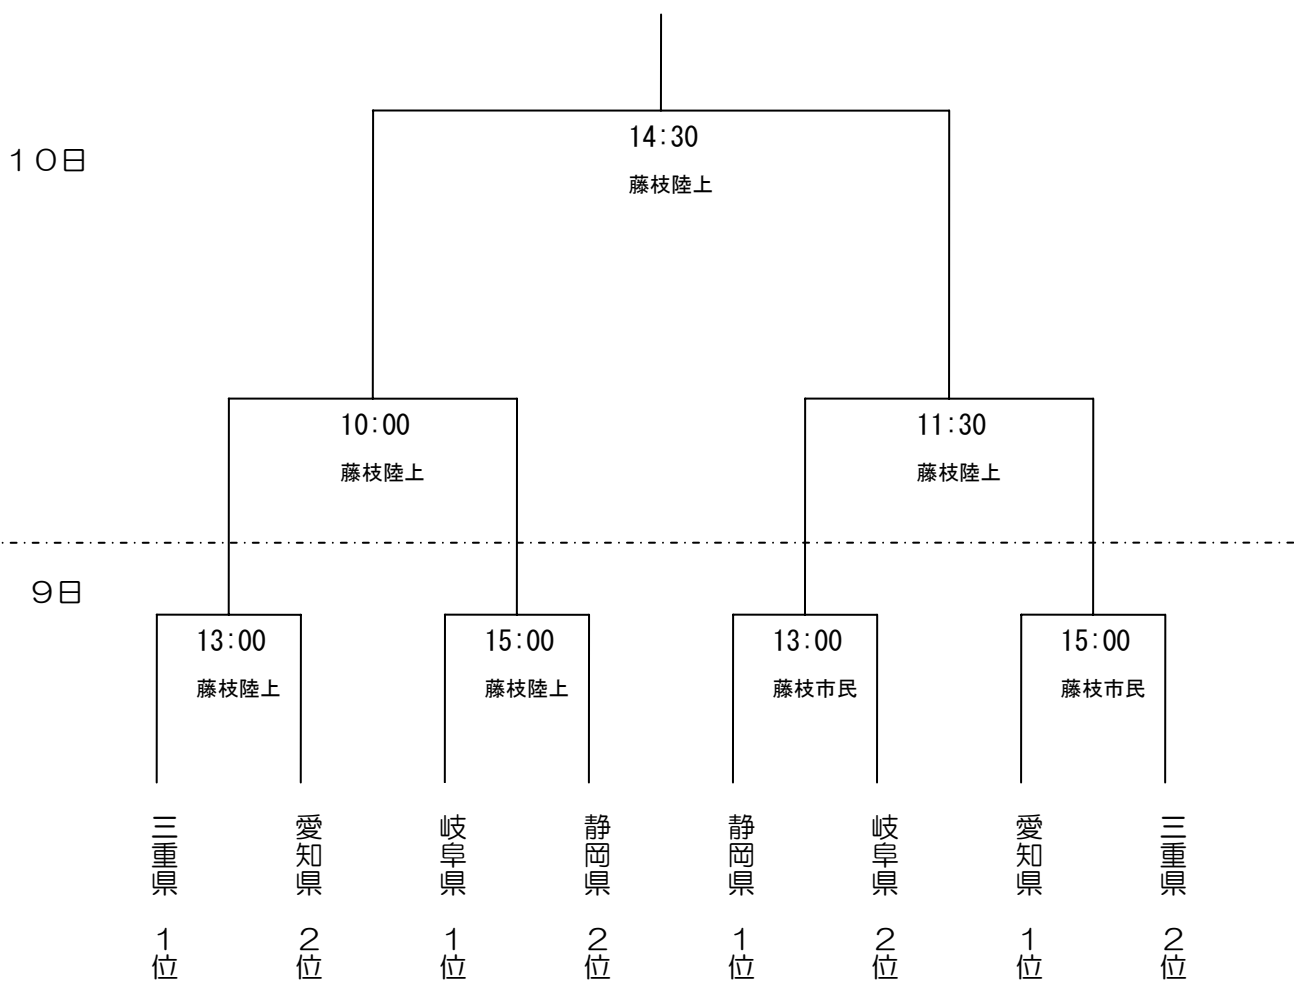 14:30
藤枝陸上
１０日
10:00
藤枝陸上
11:30
藤枝陸上
９日
13:00
藤枝陸上
15:00
藤枝陸上
13:00
藤枝市民
15:00
藤枝市民
三重県 １位
愛知県 ２位
岐阜県 １位
静岡県 ２位
静岡県 １位
岐阜県 ２位
愛知県 １位
三重県 ２位